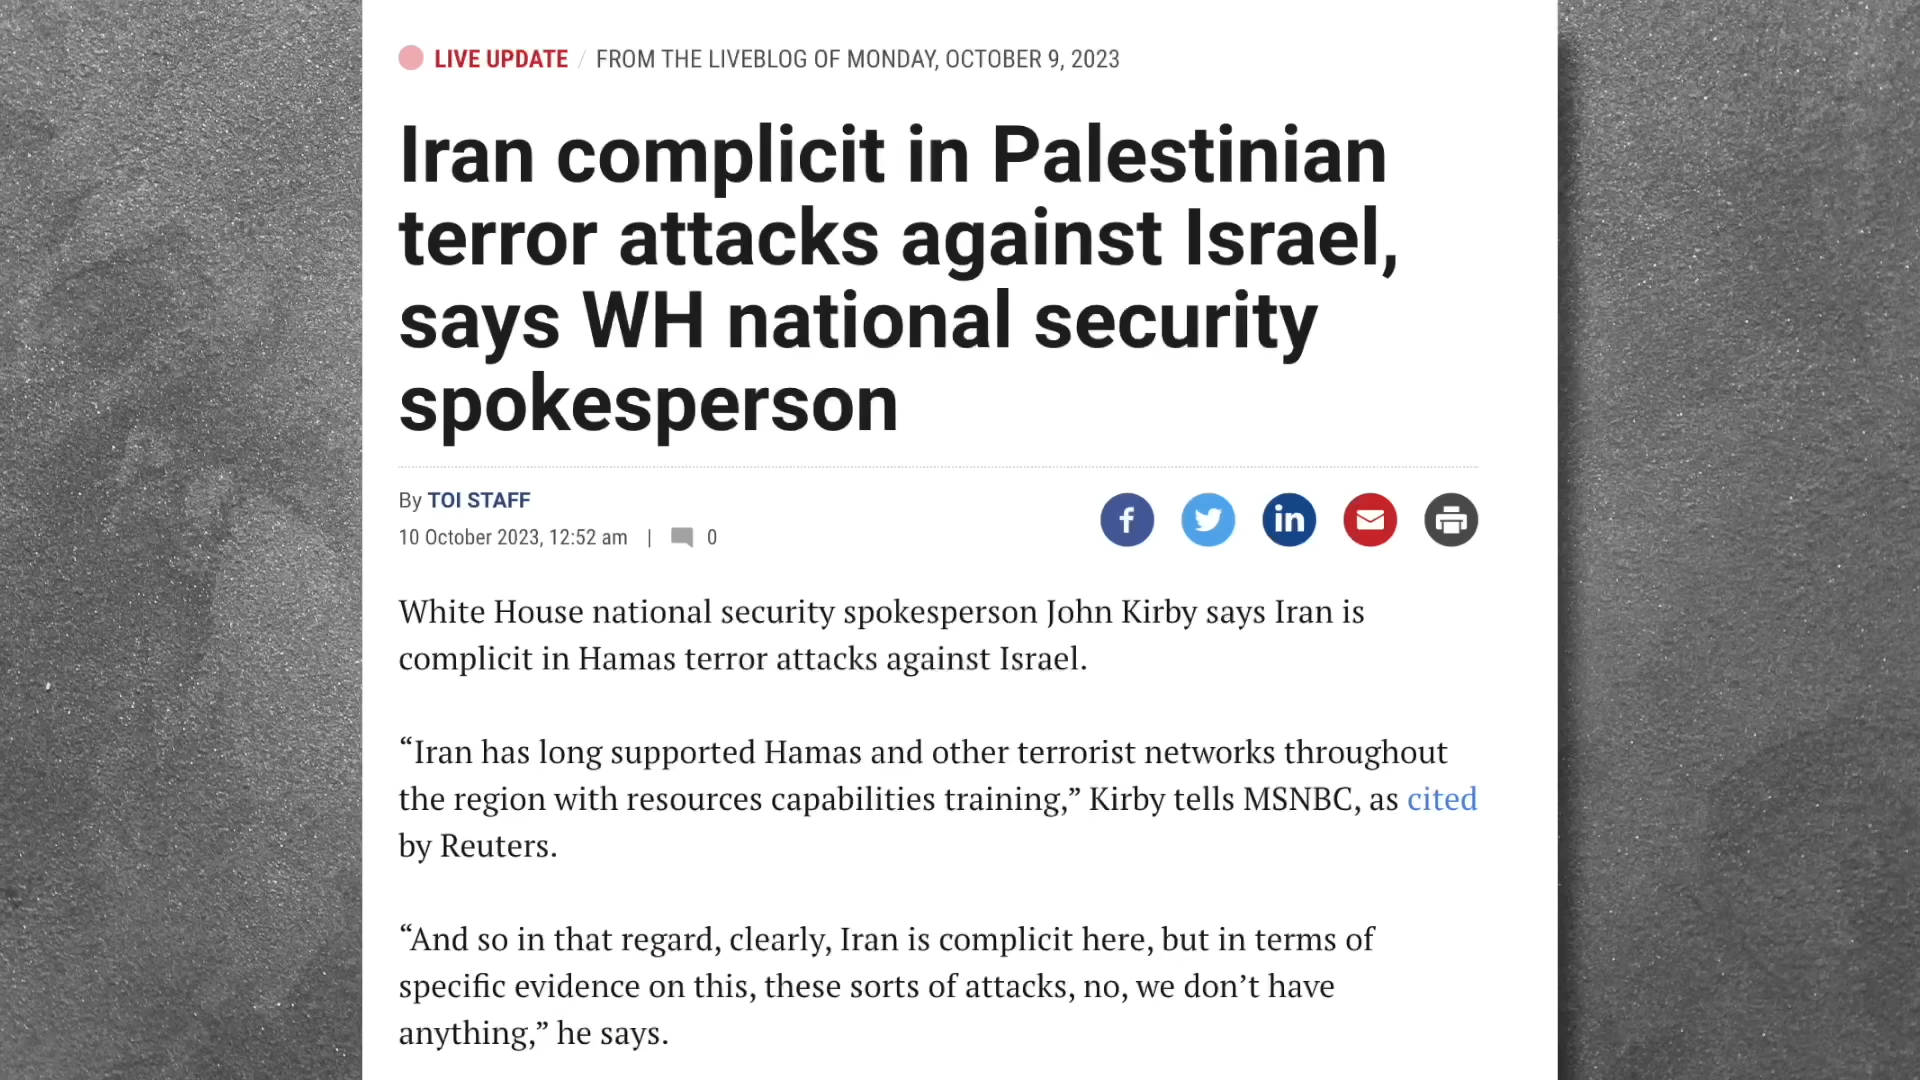 LIVE UPDATE / FROM THE LIVEBLOG OF MONDAY, OCTOBER 9, 2023
Iran complicit in Palestinian
terror attacks against Israel,
says WH national security
spokesperson
By TOI STAFF
10 October 2023, 12:52 am | 0
f in
White House national security spokesperson John Kirby says Iran is
complicit in Hamas terror attacks against Israel.
“Iran has long supported Hamas and other terrorist networks throughout
the region with resources capabilities training,” Kirby tells MSNBC, as cited
by Reuters.
“And so in that regard, clearly, Iran is complicit here, but in terms of
specific evidence on this, these sorts of attacks, no, we don’t have
anything,” he says.